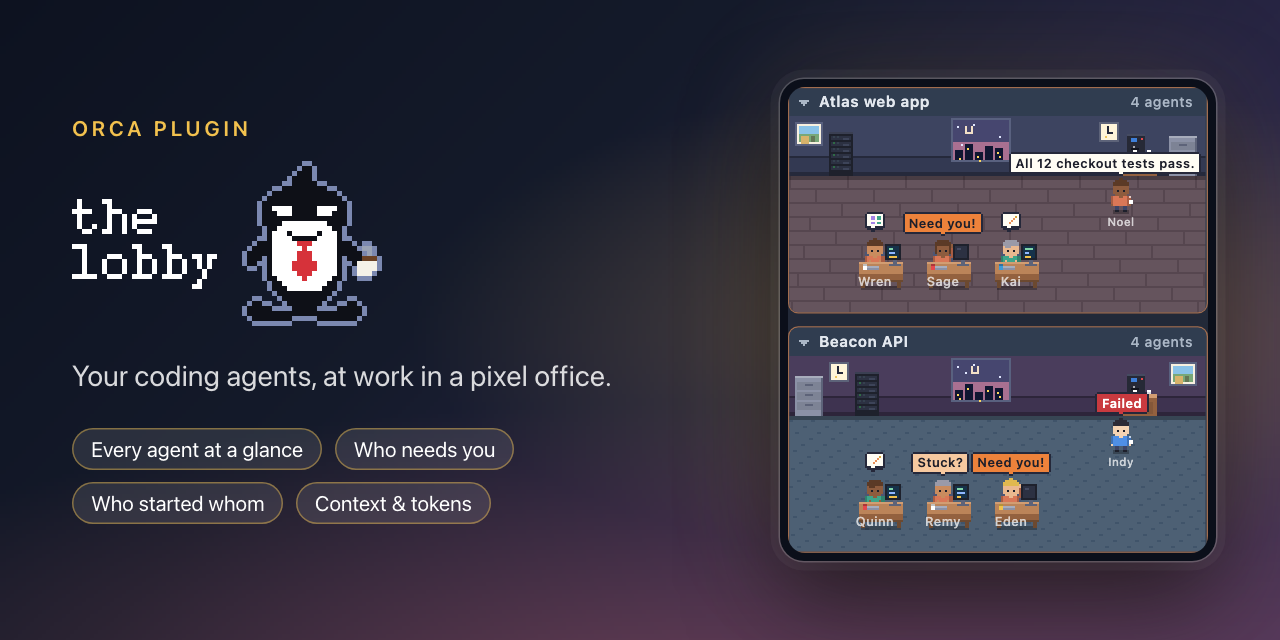 ORCA PLUGIN
the
lobby
Your coding agents, at work in a pixel office.
Every agent at a glance
Who needs you
Who started whom
Context & tokens
Atlas web app
4 agents
All 12 checkout tests pass.
Noel
Need you!
Wren
Sage
Kai
Beacon API
4 agents
Failed
Indy
Stuck?
Need you!
Quinn
Remy
Eden